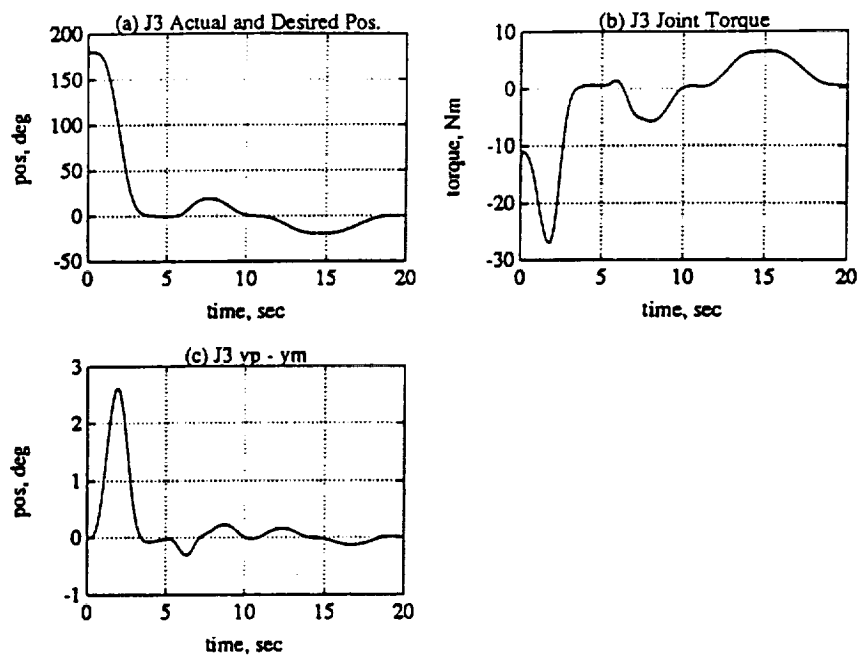 (a) J3 Actual and Desired Pos.
200
150
100
50
0
-50
pos, deg
0 5 10 15 20
time, sec
(b) J3 Joint Torque
10
0
-10
-20
-30
torque, Nm
0 5 10 15 20
time, sec
(c) J3 yp - ym
3
2
1
0
-1
pos, deg
0 5 10 15 20
time, sec